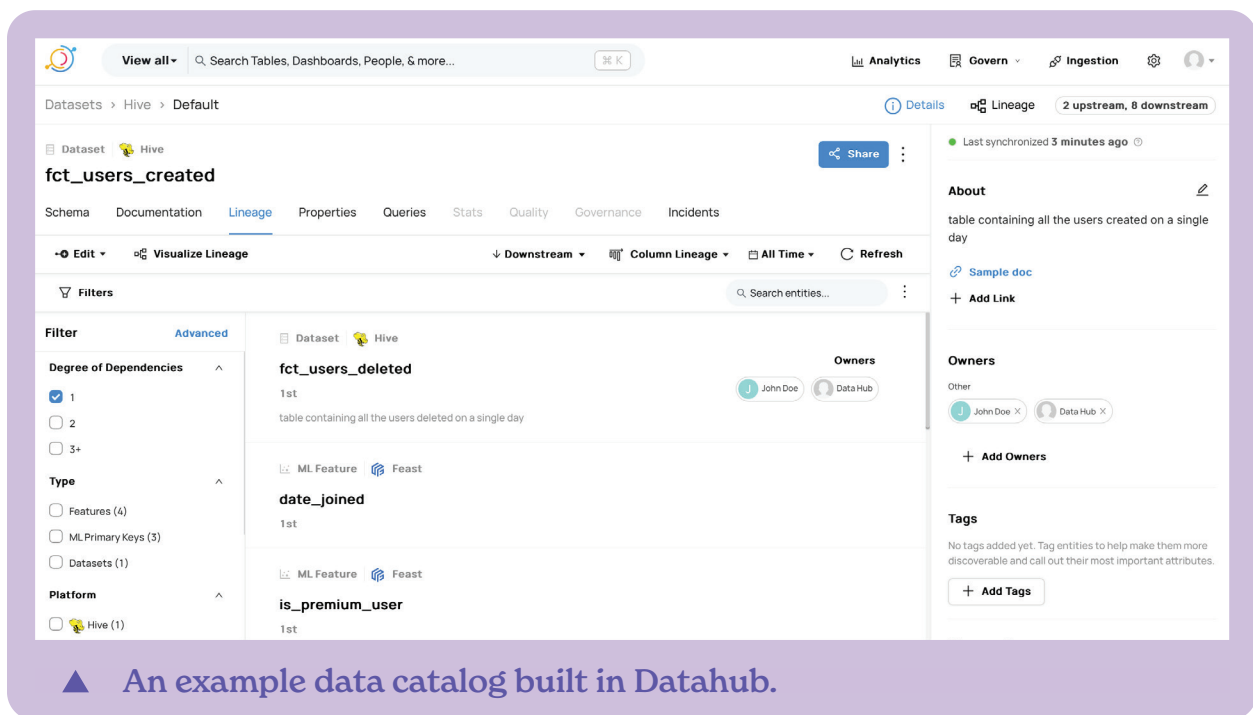 View all
Search Tables, Dashboards, People, & more...
⌘ K
Analytics
Govern
Ingestion
Datasets > Hive > Default
Details
Lineage
2 upstream, 8 downstream
Dataset
Hive
fct_users_created
Share
Schema
Documentation
Lineage
Properties
Queries
Stats
Quality
Governance
Incidents
Edit
Visualize Lineage
Downstream
Column Lineage
All Time
Refresh
Filters
Search entities...
Filter
Advanced
Degree of Dependencies
1
2
3+
Type
Features (4)
ML Primary Keys (3)
Datasets (1)
Platform
Hive (1)
Dataset
Hive
fct_users_deleted
1st
table containing all the users deleted on a single day
Owners
J John Doe
Data Hub
ML Feature
Feast
date_joined
1st
ML Feature
Feast
is_premium_user
1st
Last synchronized 3 minutes ago
About
table containing all the users created on a single
day
Sample doc
+ Add Link
Owners
Other
J John Doe
Data Hub
+ Add Owners
Tags
No tags added yet. Tag entities to help make them more
discoverable and call out their most important attributes.
+ Add Tags
An example data catalog built in Datahub.